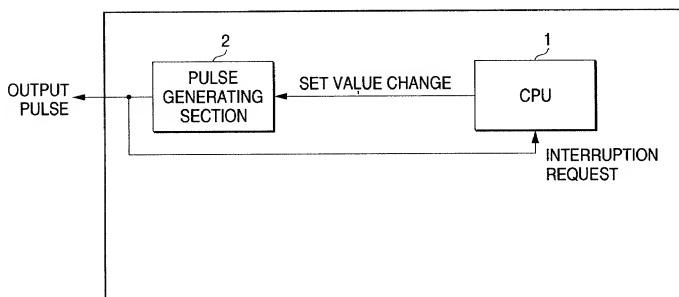 2
1
OUTPUT
PULSE
PULSE
GENERATING
SECTION
SET VALUE CHANGE
CPU
INTERRUPTION
REQUEST